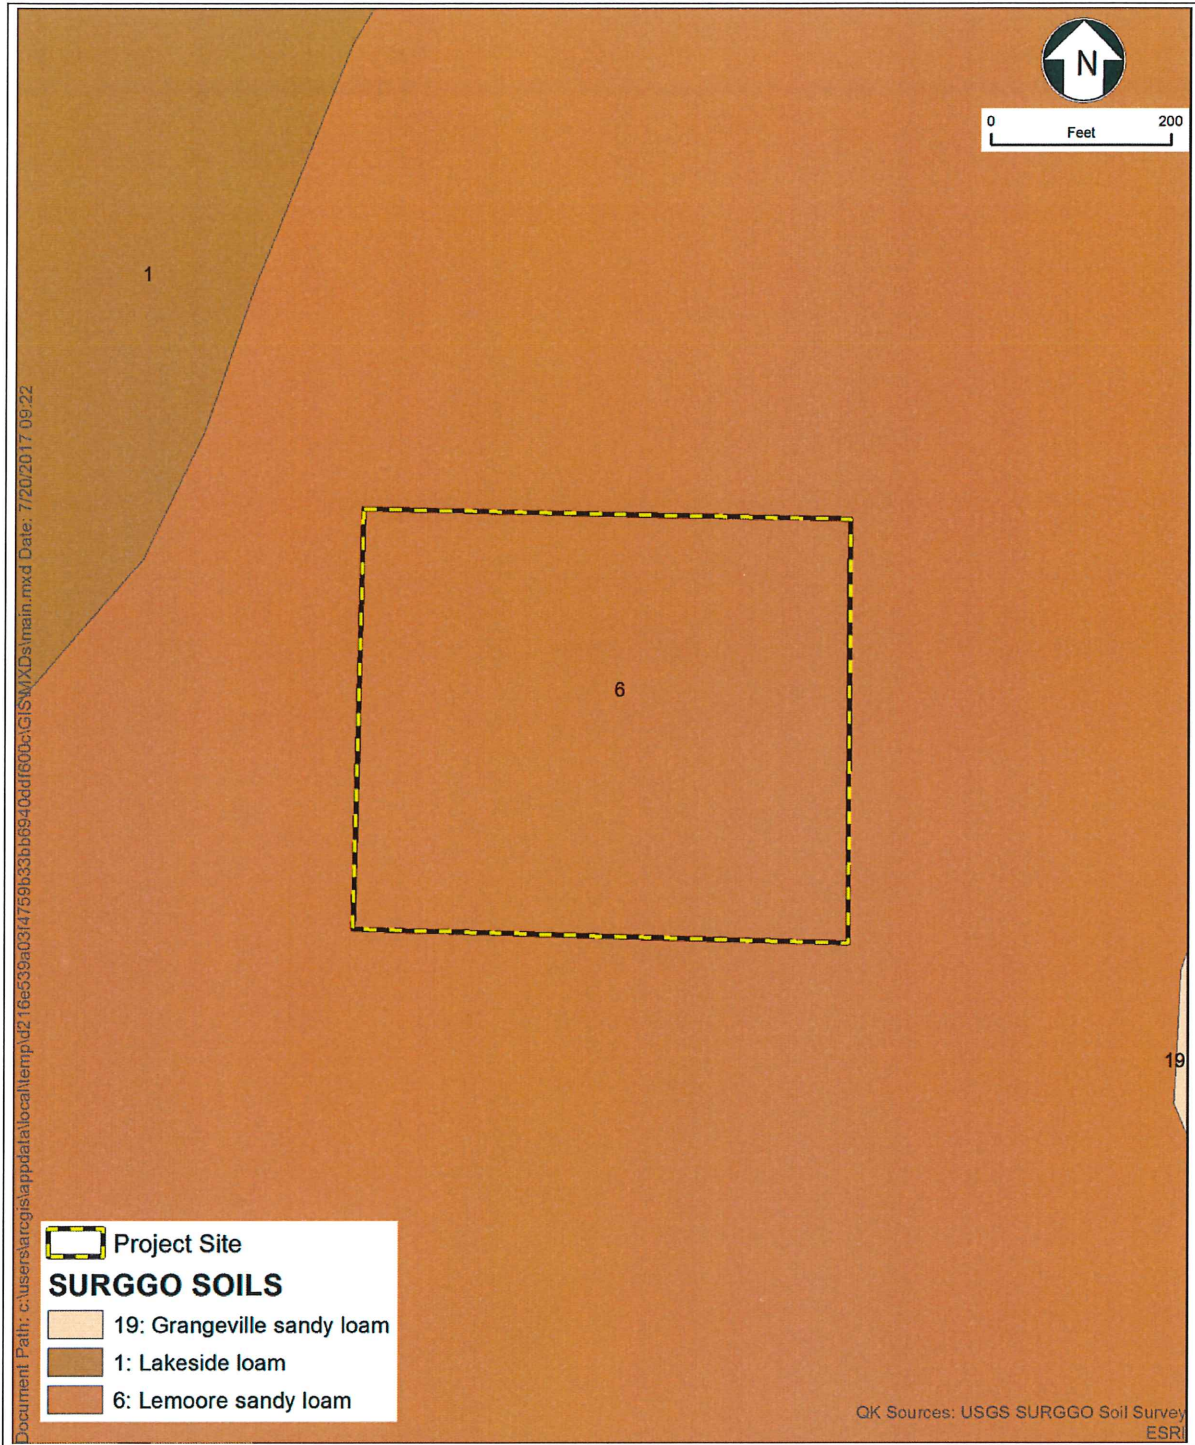 N
0 200
Feet
1
6
19
Document Path: c:\users\arcgis\appdata\local\temp\d216e539a03f4759b33bb6940ddf600c\GIS\MXDs\main.mxd Date: 7/20/2017 09:22
Project Site
SURGGO SOILS
19: Grangeville sandy loam
1: Lakeside loam
6: Lemoore sandy loam
QK Sources: USGS SURGGO Soil Survey
ESRI